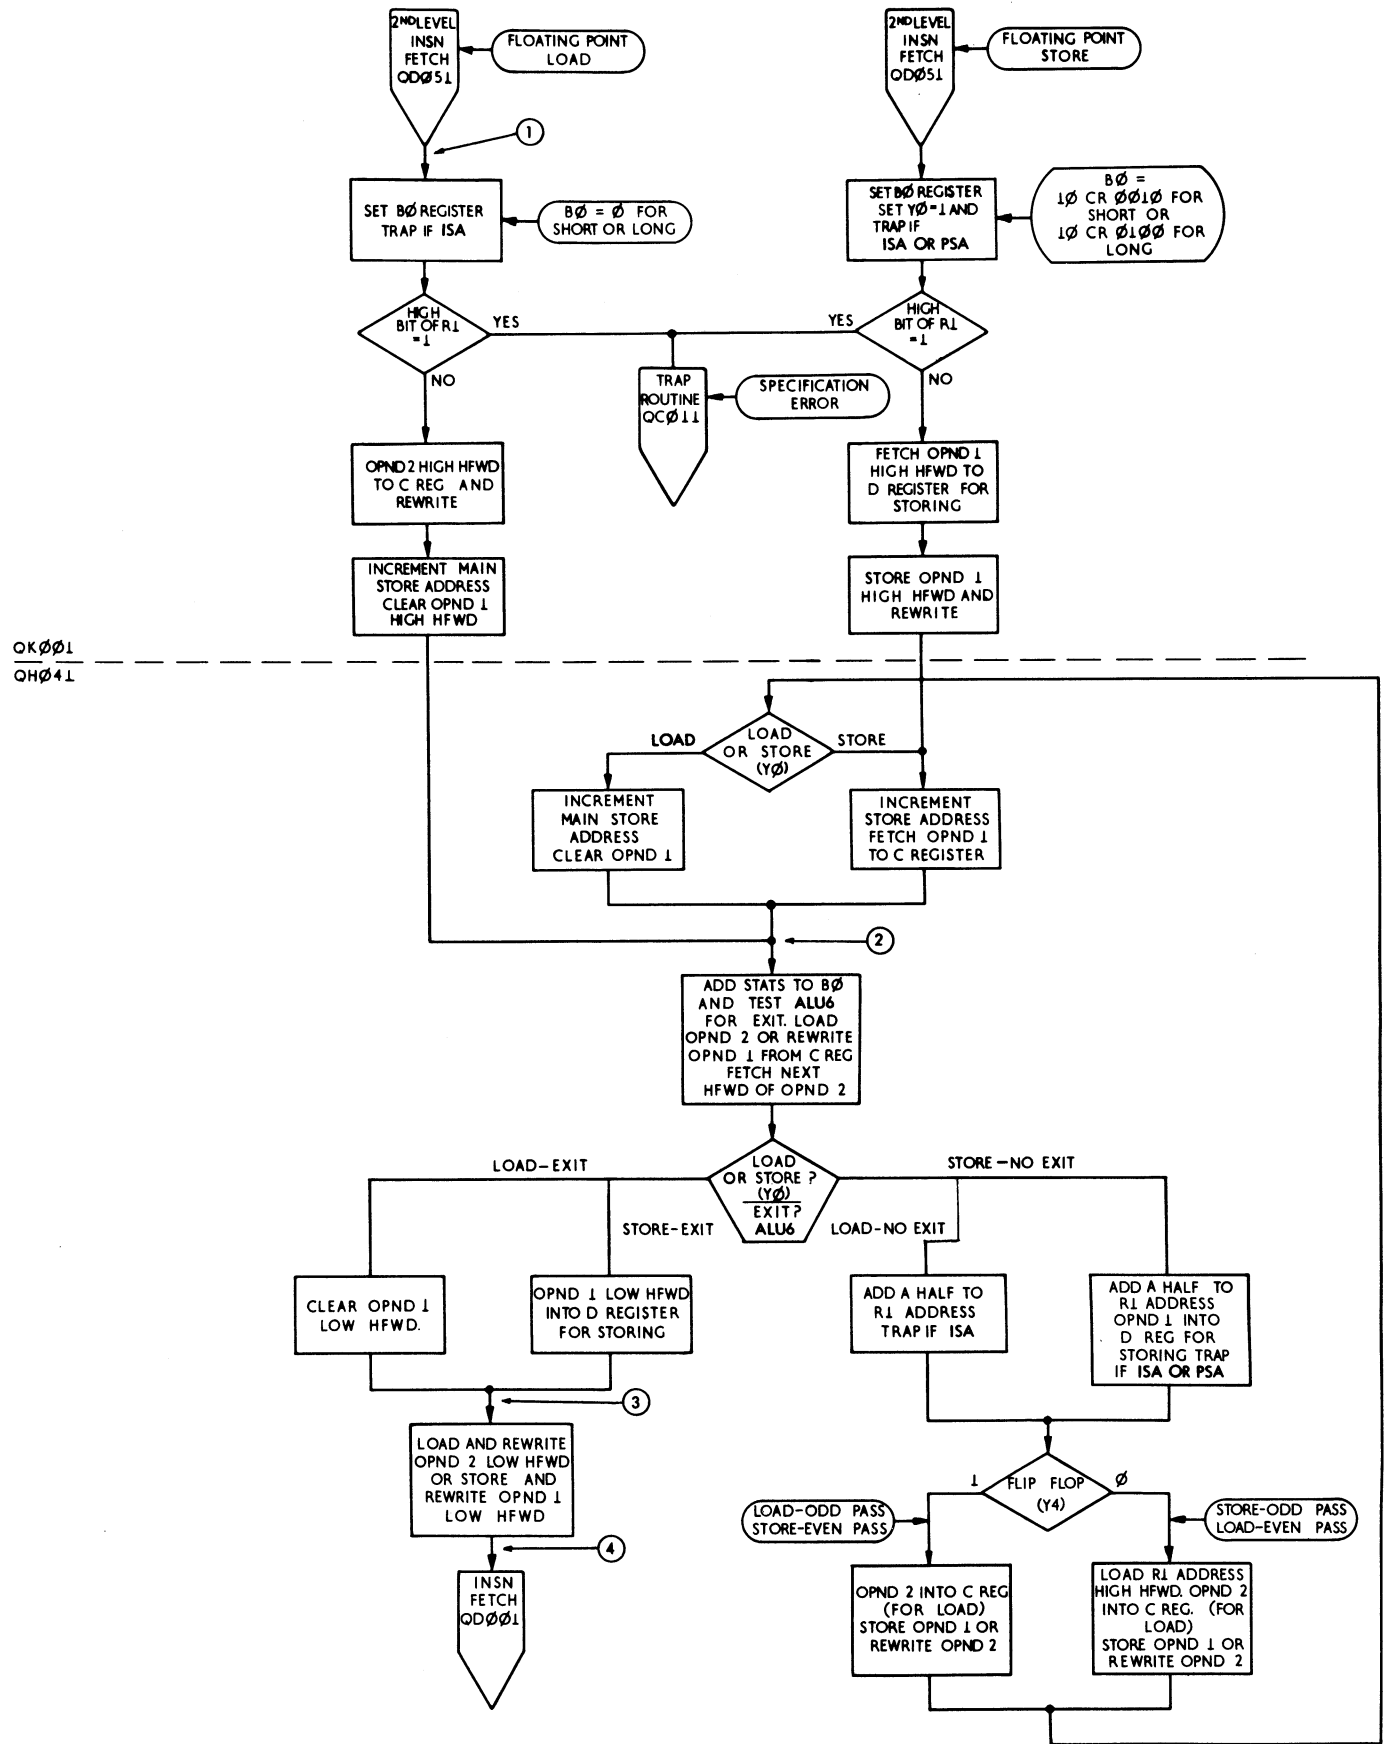 2ND LEVEL
INSN
FETCH
QDØ51
FLOATING POINT
LOAD
2ND LEVEL
INSN
FETCH
QDØ51
FLOATING POINT
STORE
1
SET BØ REGISTER
TRAP IF ISA
BØ = Ø FOR
SHORT OR LONG
SET BØ REGISTER
SET YØ=1 AND
TRAP IF
ISA OR PSA
BØ =
1Ø CR ØØ1Ø FOR
SHORT OR
1Ø CR Ø1ØØ FOR
LONG
HIGH
BIT OF R1
=1
YES
NO
YES
HIGH
BIT OF R1
=1
NO
TRAP
ROUTINE
QCØ11
SPECIFICATION
ERROR
OPND 2 HIGH HFWD
TO C REG AND
REWRITE
FETCH OPND 1
HIGH HFWD TO
D REGISTER FOR
STORING
INCREMENT MAIN
STORE ADDRESS
CLEAR OPND 1
HIGH HFWD
STORE OPND 1
HIGH HFWD AND
REWRITE
QKØØ1
QHØ41
LOAD
LOAD
OR STORE
(YØ)
STORE
INCREMENT
MAIN STORE
ADDRESS
CLEAR OPND 1
INCREMENT
STORE ADDRESS
FETCH OPND 1
TO C REGISTER
2
ADD STATS TO BØ
AND TEST ALU6
FOR EXIT. LOAD
OPND 2 OR REWRITE
OPND 1 FROM C REG
FETCH NEXT
HFWD OF OPND 2
LOAD-EXIT
STORE-EXIT
LOAD
OR STORE ?
(YØ)
EXIT?
ALU6
STORE-NO EXIT
LOAD-NO EXIT
CLEAR OPND 1
LOW HFWD.
OPND 1 LOW HFWD
INTO D REGISTER
FOR STORING
ADD A HALF TO
R1 ADDRESS
TRAP IF ISA
ADD A HALF TO
R1 ADDRESS
OPND 1 INTO
D REG FOR
STORING TRAP
IF ISA OR PSA
3
LOAD AND REWRITE
OPND 2 LOW HFWD
OR STORE AND
REWRITE OPND 1
LOW HFWD
1
FLIP FLOP
(Y4)
Ø
LOAD-ODD PASS
STORE-EVEN PASS
STORE-ODD PASS
LOAD-EVEN PASS
4
INSN
FETCH
QDØØ1
OPND 2 INTO C REG
(FOR LOAD)
STORE OPND 1 OR
REWRITE OPND 2
LOAD R1 ADDRESS
HIGH HFWD. OPND 2
INTO C REG. (FOR
LOAD)
STORE OPND 1 OR
REWRITE OPND 2